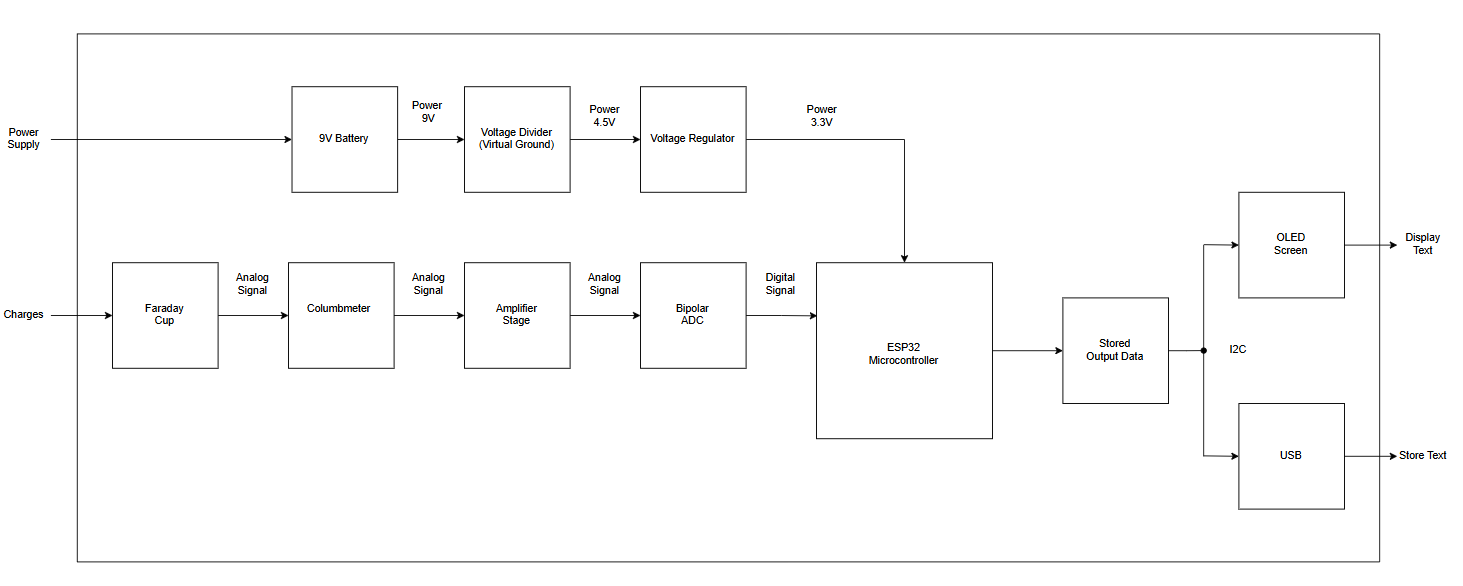 Power
Supply
9V Battery
Power
9V
Voltage Divider
(Virtual Ground)
Power
4.5V
Voltage Regulator
Power
3.3V
Charges
Faraday
Cup
Analog
Signal
Columbmeter
Analog
Signal
Amplifier
Stage
Analog
Signal
Bipolar
ADC
Digital
Signal
ESP32
Microcontroller
Stored
Output Data
I2C
OLED
Screen
Display
Text
USB
Store Text